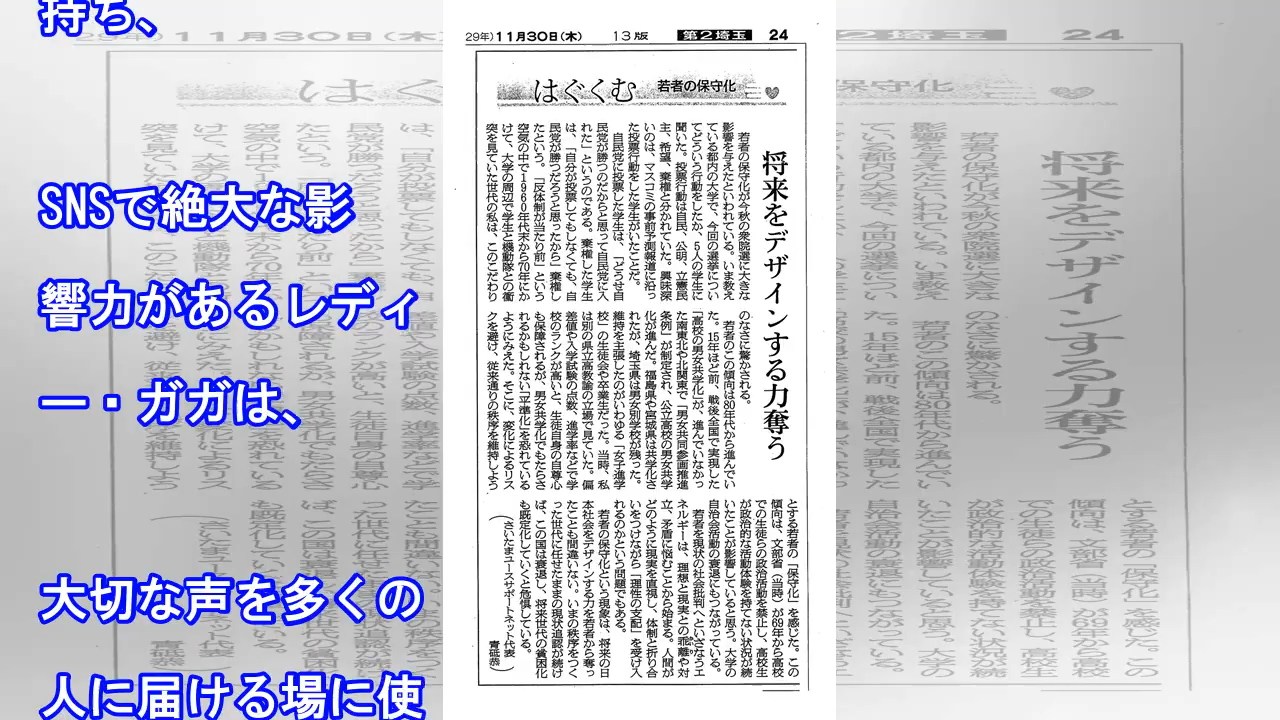 持ち、
SNSで絶大な影
響力があるレディ
ー・ガガは、
大切な声を多くの
人に届ける場に使
29年)11月30日(木) 13版 第2埼玉 24
はぐくむ 若者の保守化
将来をデザインする力奪う
若者の保守化が今秋の衆院選に大きな
影響を与えたといわれている。いま教え
ている都内の大学で、今回の選挙につい
てどういう行動をしたか、5人の学生に
聞いた。投票行動は自民、公明、立憲民
主、希望、棄権と分かれていた。興味深
いのは、マスコミの事前予測報道に沿っ
た投票行動をした学生がいたことだ。
自民党に投票した学生は、「どうせ自
民党が勝つのだからと思って自民党に入
れた」というのである。棄権した学生
は、「自分が投票してもしなくても、自
民党が勝つだろうと思ったから」棄権し
たという。「反体制が当たり前」という
空気の中で1960年代末から70年にか
けて、大学の周辺で学生と機動隊との衝
突を見ていた世代の私は、このこだわり
のなさに驚かされる。
若者のこの傾向は80年代から進んでい
た。15年ほど前、戦後全国で実現した
「高校の男女共学化」が、進んでいなかっ
た南東北や北関東で「男女共同参画推進
条例」が制定され、公立高校の男女共学
化が進んだ。福島県や宮城県は共学化さ
れたが、埼玉県は男女別学校が残った。
維持を主張したのがいわゆる「女子進学
校」の生徒会や卒業生だった。当時、私
は別の県立高教諭の立場で見ていた。偏
差値や入学試験の点数、進学率などで学
校のランクが高いと、生徒自身の自尊心
も保障されるが、男女共学化でもたらさ
れるかもしれない「平準化」を恐れている
ようにみえた。そこに、変化によるリス
クを避け、従来通りの秩序を維持しよう
とする若者の「保守化」を感じた。この
傾向は、文部省(当時)が69年から高校
での生徒らの政治活動を禁止し、高校生
が政治的な活動体験を持てない状況が続
いたことが影響していると思う。大学の
自治会活動の衰退にもつながっている。
若者を現状の社会批判へといざなうエ
ネルギーは、理想と現実との乖離や対
立、矛盾に悩むことから始まる。人間が
どのように現実を直視し、体制と折り合
いをつけながら「理性の支配」を受け入
れるのかという問題でもある。
若者の保守化という現象は、将来の日
本社会をデザインする力を若者から奪っ
たことも間違いない。いまの秩序をつく
った世代に任せたままの現状追認が続け
ば、この国は衰退し、将来世代の貧困化
も既定化していくと危惧している。
(さいたまユースサポートネット代表
青砥恭)